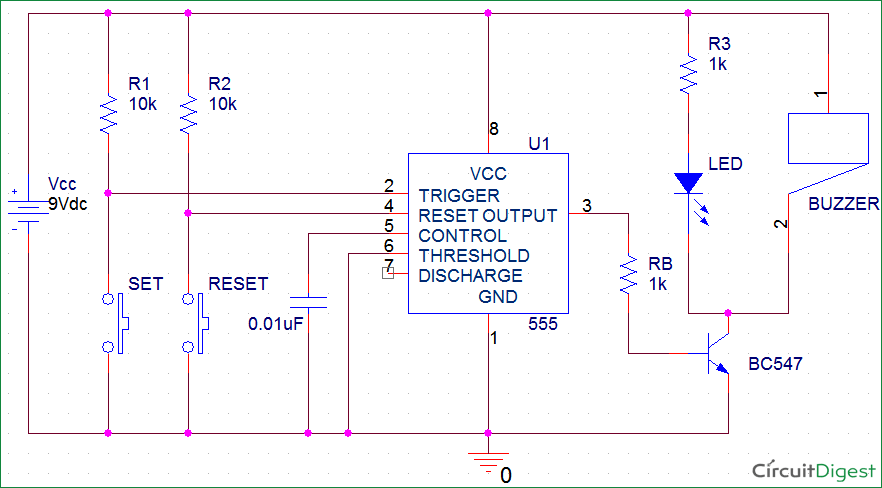 R1
10k
R2
10k
R3
1k
1
8
U1
Vcc
+
9Vdc
-
VCC
LED
2
TRIGGER
4
RESET OUTPUT
3
5
CONTROL
6
THRESHOLD
7
DISCHARGE
GND
BUZZER
2
SET
RESET
RB
1k
0.01uF
555
1
BC547
0
CircuitDigest